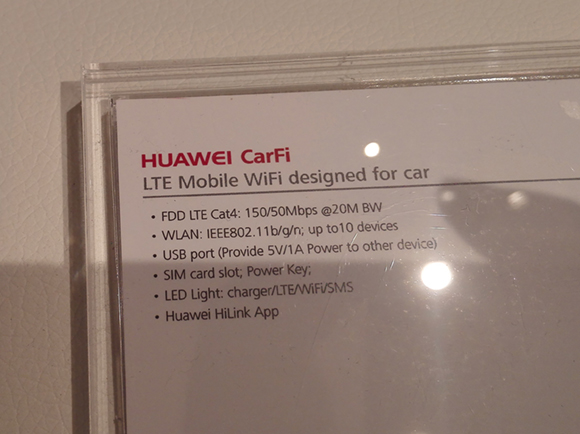 HUAWEI CarFi
LTE Mobile WiFi designed for car
• FDD LTE Cat4: 150/50Mbps @20M BW
• WLAN: IEEE802.11b/g/n; up to10 devices
• USB port (Provide 5V/1A Power to other device)
• SIM card slot; Power Key;
• LED Light: charger/LTE/WiFi/SMS
• Huawei HiLink App